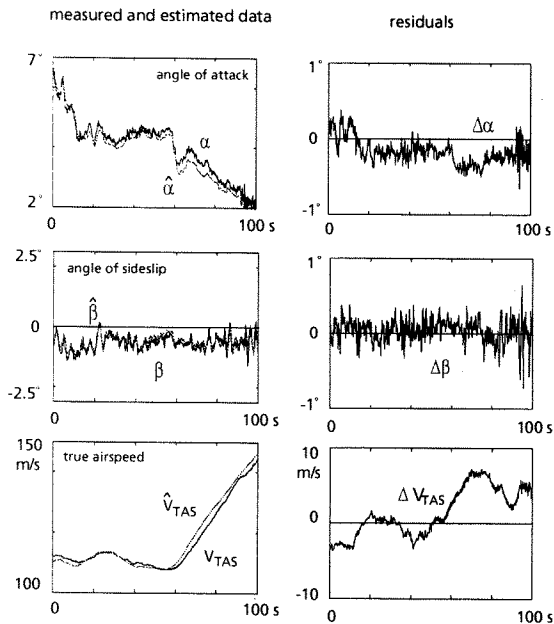 measured and estimated data
residuals
7°
angle of attack
α
α̂
2°
0
100 s
1°
Δα
0
-1°
0
100 s
2.5°
angle of sideslip
β̂
0
β
-2.5°
0
100 s
1°
0
Δβ
-1°
0
100 s
150
m/s
true airspeed
V̂TAS
VTAS
100
0
100 s
10
m/s
Δ VTAS
0
-10
0
100 s